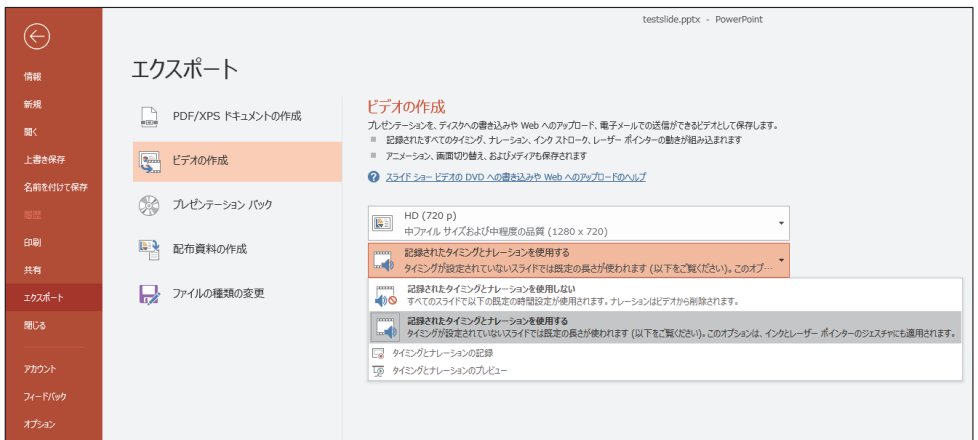 testslide.pptx - PowerPoint
情報
新規
開く
上書き保存
名前を付けて保存
履歴
印刷
共有
エクスポート
閉じる
アカウント
フィードバック
オプション
エクスポート
PDF/XPS ドキュメントの作成
ビデオの作成
プレゼンテーション パック
配布資料の作成
ファイルの種類の変更
ビデオの作成
プレゼンテーションを、ディスクへの書き込みや Web へのアップロード、電子メールでの送信ができるビデオとして保存します。
記録されたすべてのタイミング、ナレーション、インク ストローク、レーザー ポインターの動きが組み込まれます
アニメーション、画面切り替え、およびメディアも保存されます
スライド ショー ビデオの DVD への書き込みや Web へのアップロードのヘルプ
HD (720 p)
中ファイル サイズおよび中程度の品質 (1280 x 720)
記録されたタイミングとナレーションを使用する
タイミングが設定されていないスライドでは既定の長さが使われます (以下をご覧ください)。このオプ…
記録されたタイミングとナレーションを使用しない
すべてのスライドで以下の既定の時間設定が使用されます。ナレーションはビデオから削除されます。
記録されたタイミングとナレーションを使用する
タイミングが設定されていないスライドでは既定の長さが使われます (以下をご覧ください)。このオプションは、インクとレーザー ポインターのジェスチャにも適用されます。
タイミングとナレーションの記録
タイミングとナレーションのプレビュー